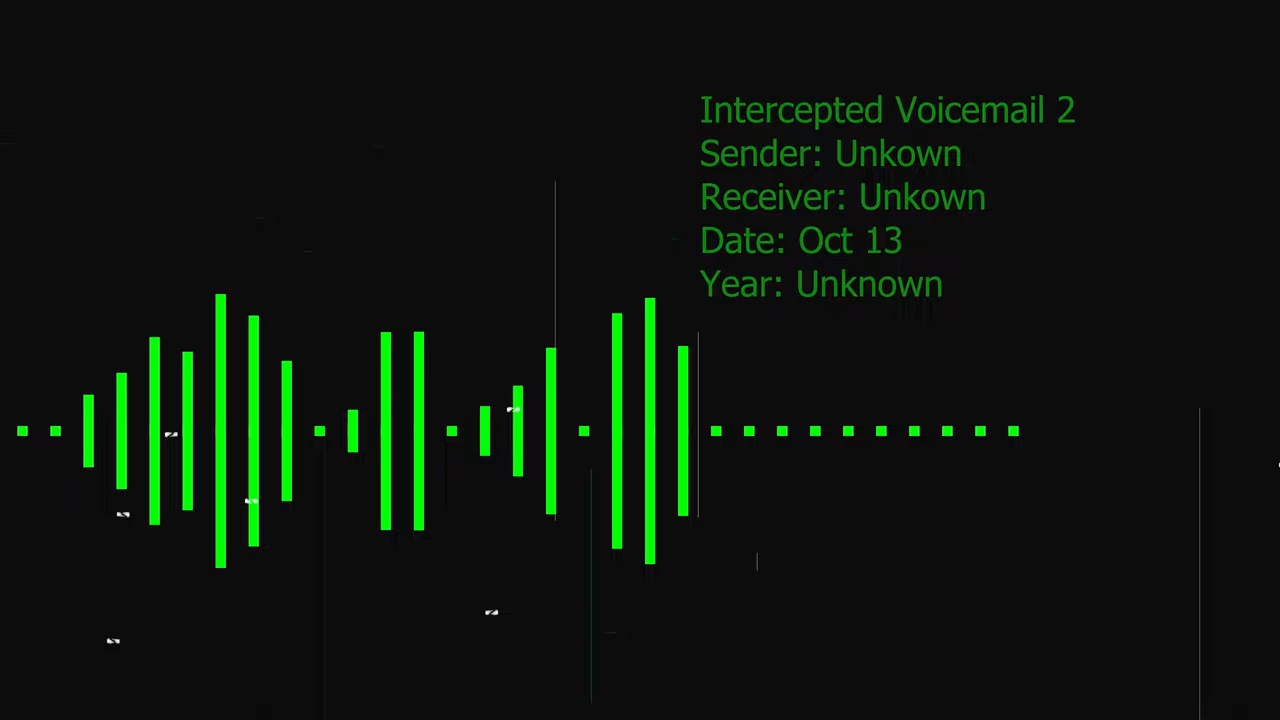 Intercepted Voicemail 2
Sender: Unkown
Receiver: Unkown
Date: Oct 13
Year: Unknown